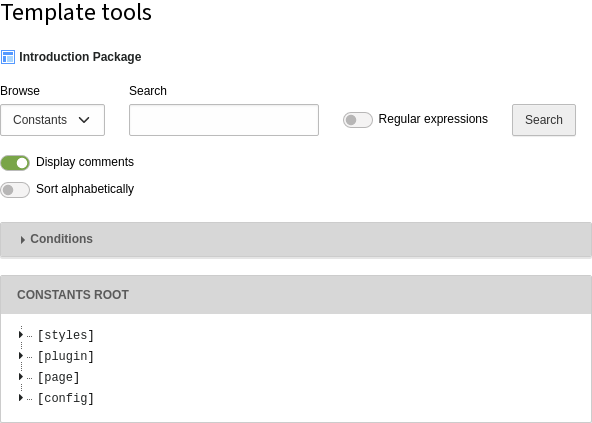 Template tools
Introduction Package
Browse
Search
Constants
Regular expressions
Search
Display comments
Sort alphabetically
Conditions
CONSTANTS ROOT
[styles]
[plugin]
[page]
[config]